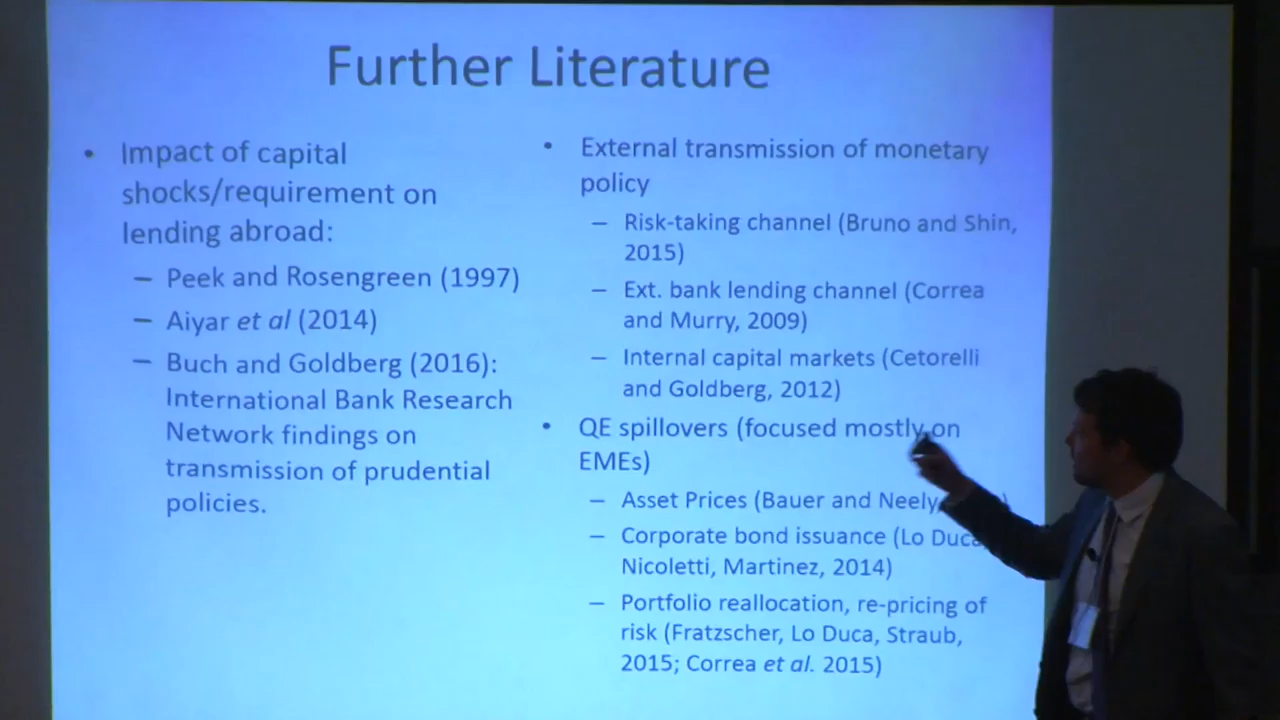 Further Literature
• Impact of capital
shocks/requirement on
lending abroad:
– Peek and Rosengreen (1997)
– Aiyar et al (2014)
– Buch and Goldberg (2016):
International Bank Research
Network findings on
transmission of prudential
policies.
• External transmission of monetary
policy
– Risk-taking channel (Bruno and Shin,
2015)
– Ext. bank lending channel (Correa
and Murry, 2009)
– Internal capital markets (Cetorelli
and Goldberg, 2012)
• QE spillovers (focused mostly on
EMEs)
– Asset Prices (Bauer and Neely,
– Corporate bond issuance (Lo Duca,
Nicoletti, Martinez, 2014)
– Portfolio reallocation, re-pricing of
risk (Fratzscher, Lo Duca, Straub,
2015; Correa et al. 2015)